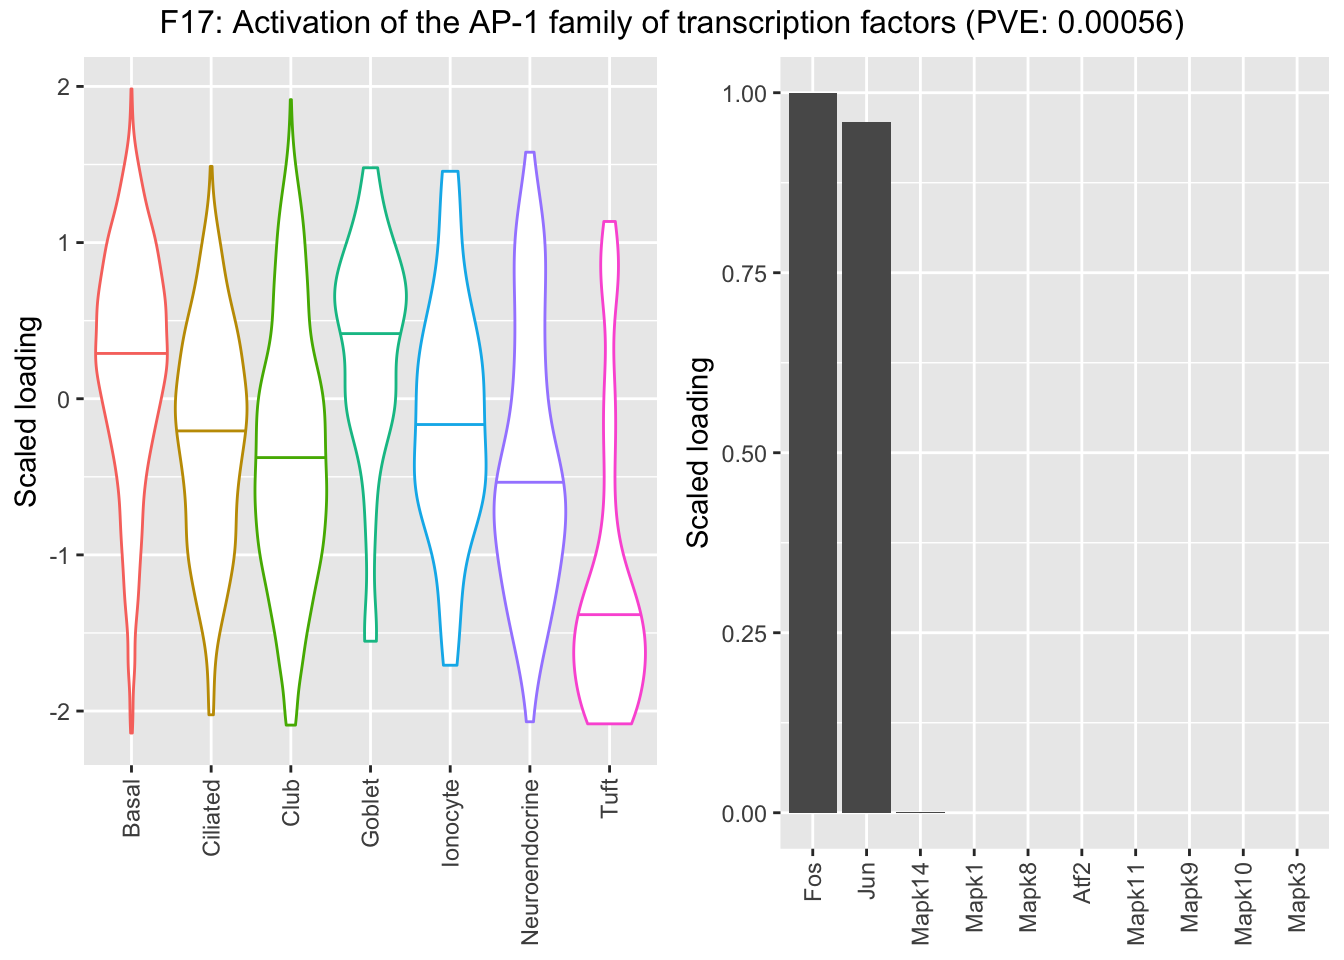 F17: Activation of the AP-1 family of transcription factors (PVE: 0.00056)
Scaled loading
2
1
0
-1
-2
Basal
Ciliated
Club
Goblet
Ionocyte
Neuroendocrine
Tuft
Scaled loading
1.00
0.75
0.50
0.25
0.00
Fos
Jun
Mapk14
Mapk1
Mapk8
Atf2
Mapk11
Mapk9
Mapk10
Mapk3